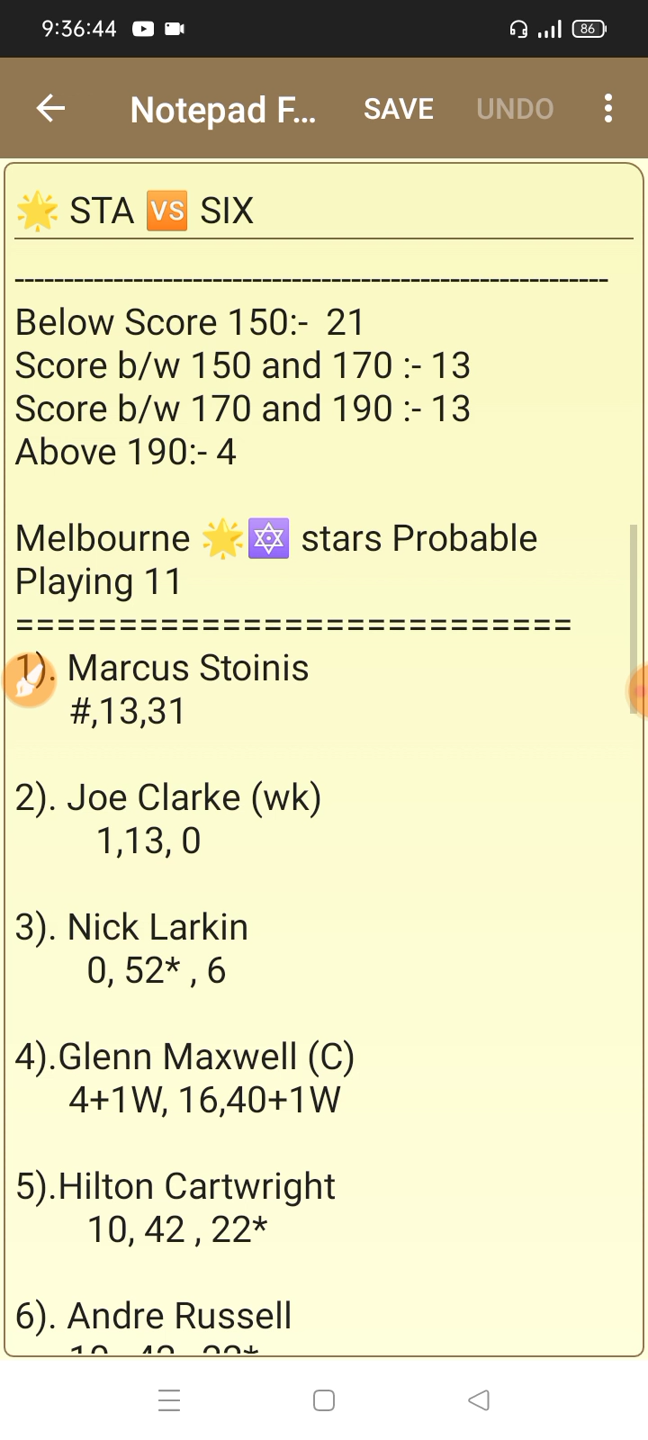 9:36:44
86
Notepad F...
SAVE
UNDO
🌟 STA 🆚 SIX
------------------------------------------------------------
Below Score 150:-  21
Score b/w 150 and 170 :- 13
Score b/w 170 and 190 :- 13
Above 190:- 4
Melbourne 🌟🔯 stars Probable
Playing 11
===========================
1). Marcus Stoinis
#,13,31
2). Joe Clarke (wk)
1,13, 0
3). Nick Larkin
0, 52* , 6
4).Glenn Maxwell (C)
4+1W, 16,40+1W
5).Hilton Cartwright
10, 42 , 22*
6). Andre Russell